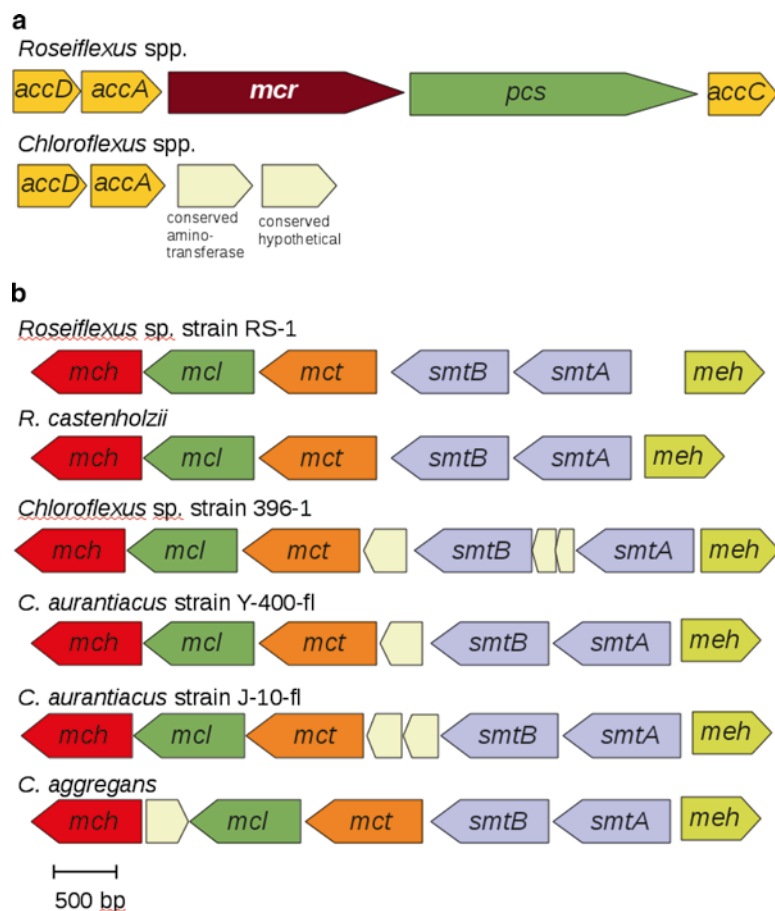 a
Roseiflexus spp.
accD accA mcr pcs accC
Chloroflexus spp.
accD accA
conserved amino-transferase
conserved hypothetical
b
Roseiflexus sp. strain RS-1
mch mcl mct smtB smtA meh
R. castenholzii
mch mcl mct smtB smtA meh
Chloroflexus sp. strain 396-1
mch mcl mct smtB smtA meh
C. aurantiacus strain Y-400-fl
mch mcl mct smtB smtA meh
C. aurantiacus strain J-10-fl
mch mcl mct smtB smtA meh
C. aggregans
mch mcl mct smtB smtA meh
500 bp